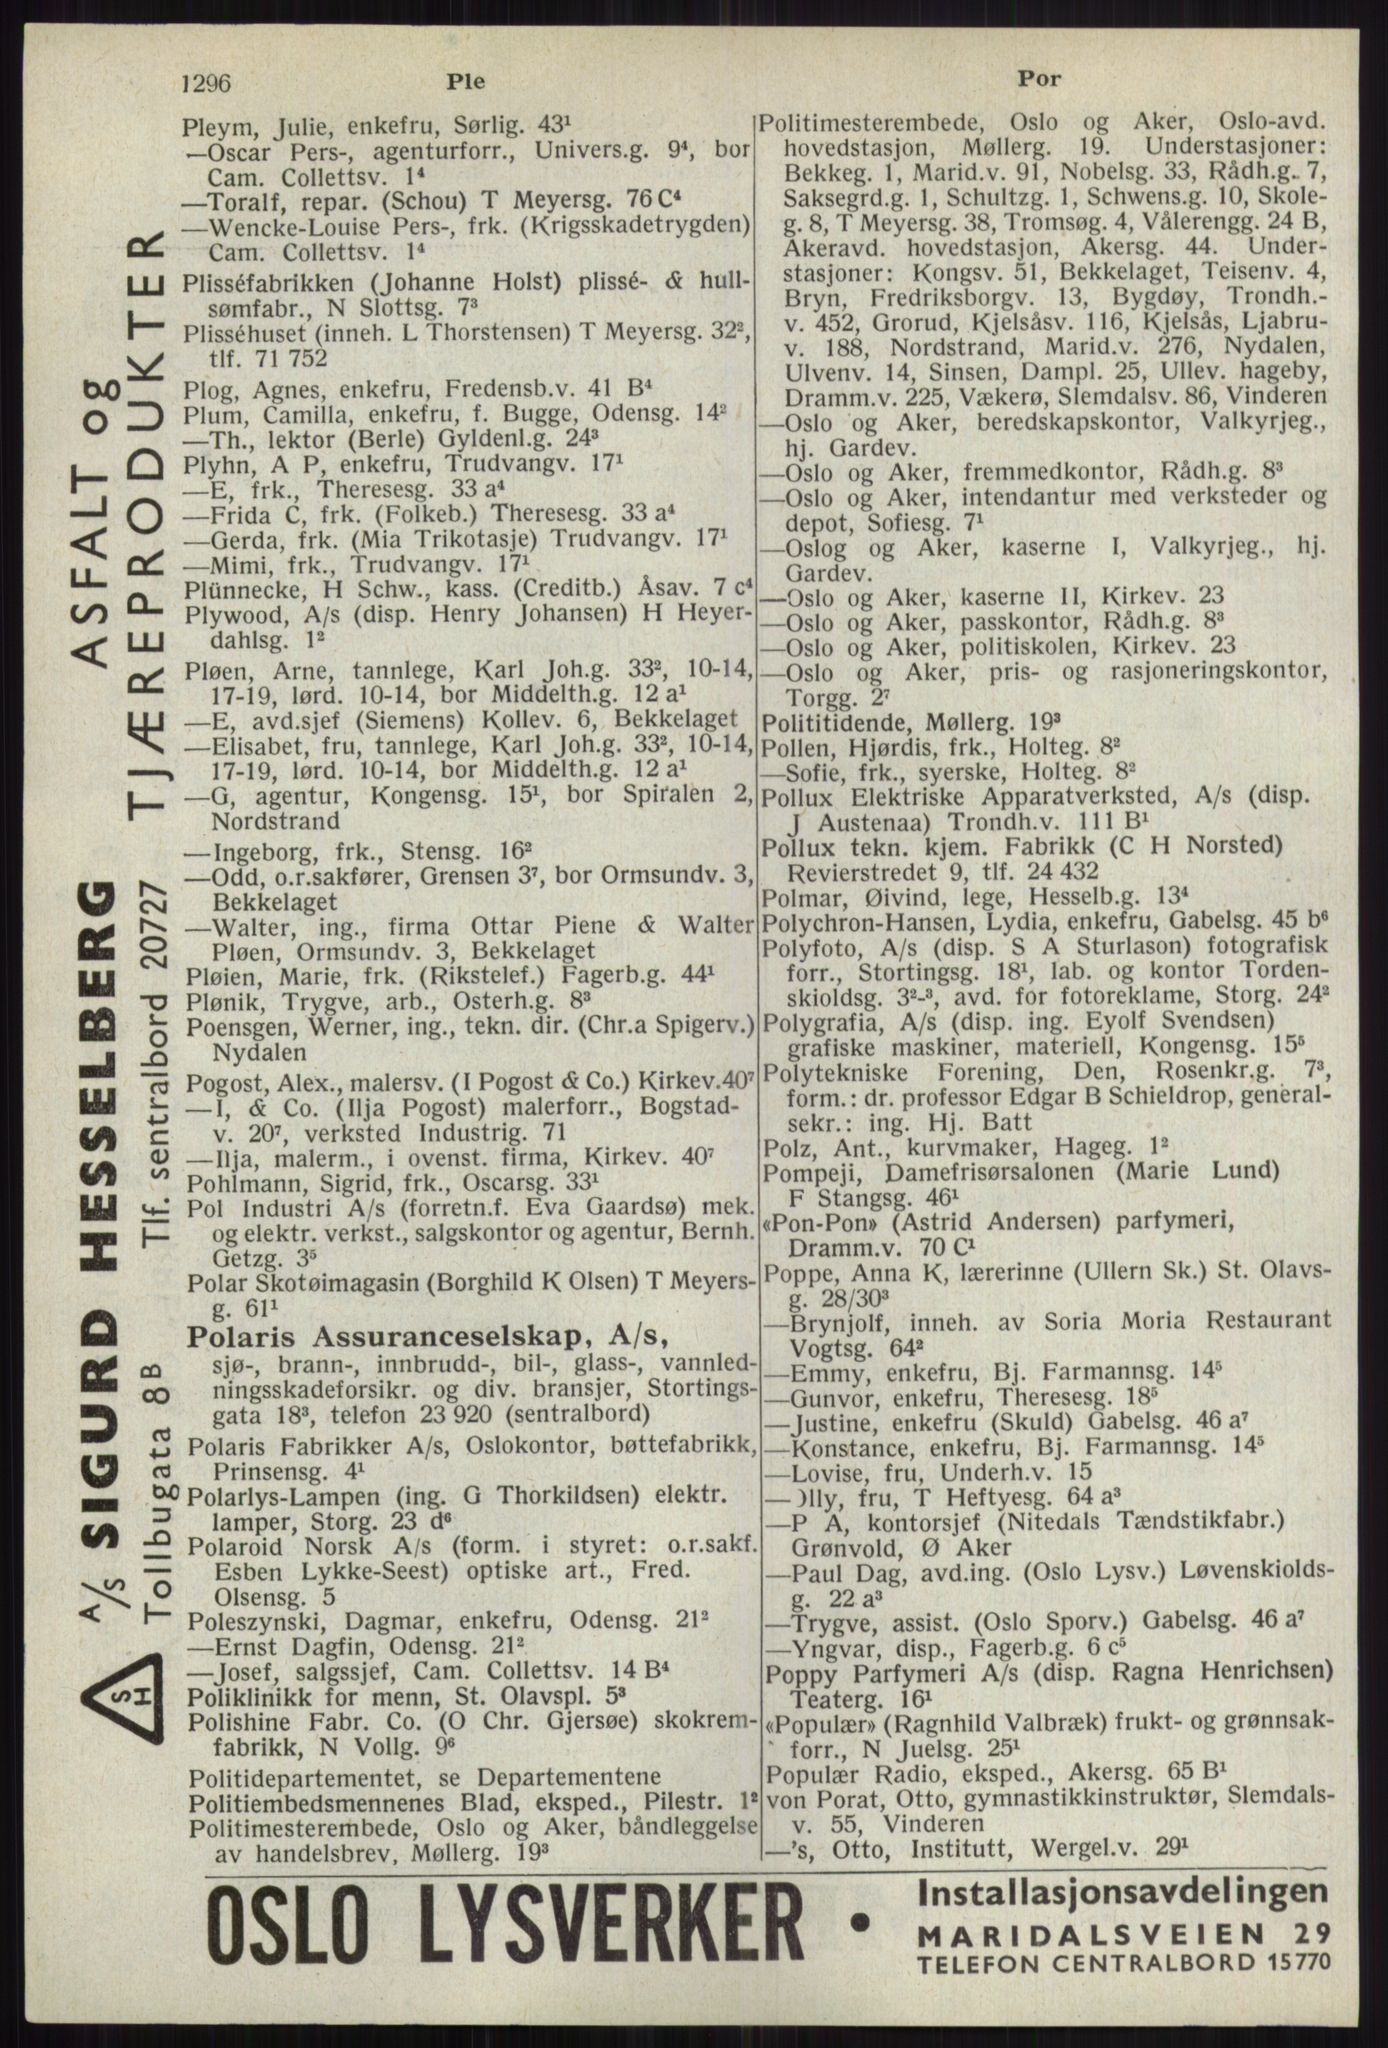 1296
Ple
Por
Pleym, Julie, enkefru, Sørlig. 43¹
—Oscar Pers-, agenturforr., Univers.g. 9⁴, bor
Cam. Collettsv. 1⁴
—Toralf, repar. (Schou) T Meyersg. 76 C⁴
—Wencke-Louise Pers-, frk. (Krigsskadetrygden)
Cam. Collettsv. 1⁴
Plisséfabrikken (Johanne Holst) plissé- & hull-
sømfabr., N Slottsg. 7³
Plisséhuset (inneh. L Thorstensen) T Meyersg. 32²,
tlf. 71 752
Plog, Agnes, enkefru, Fredensb.v. 41 B⁴
Plum, Camilla, enkefru, f. Bugge, Odensg. 14²
—Th., lektor (Berle) Gyldenl.g. 24³
Plyhn, A P, enkefru, Trudvangv. 17¹
—E, frk., Theresesg. 33 a⁴
—Frida C, frk. (Folkeb.) Theresesg. 33 a⁴
—Gerda, frk. (Mia Trikotasje) Trudvangv. 17¹
—Mimi, frk., Trudvangv. 17¹
Plünnecke, H Schw., kass. (Creditb.) Åsav. 7 c⁴
Plywood, A/s (disp. Henry Johansen) H Heyer-
dahlsg. 1²
Pløen, Arne, tannlege, Karl Joh.g. 33², 10-14,
17-19, lørd. 10-14, bor Middelth.g. 12 a¹
—E, avd.sjef (Siemens) Kollev. 6, Bekkelaget
—Elisabet, fru, tannlege, Karl Joh.g. 33², 10-14,
17-19, lørd. 10-14, bor Middelth.g. 12 a¹
—G, agentur, Kongensg. 15¹, bor Spiralen 2,
Nordstrand
—Ingeborg, frk., Stensg. 16²
—Odd, o.r.sakfører, Grensen 3⁷, bor Ormsundv. 3,
Bekkelaget
—Walter, ing., firma Ottar Piene & Walter
Pløen, Ormsundv. 3, Bekkelaget
Pløien, Marie, frk. (Rikstelef.) Fagerb.g. 44¹
Plønik, Trygve, arb., Osterh.g. 8³
Poensgen, Werner, ing., tekn. dir. (Chr.a Spigerv.)
Nydalen
Pogost, Alex., malersv. (I Pogost & Co.) Kirkev.40⁷
—I, & Co. (Ilja Pogost) malerforr., Bogstad-
v. 20⁷, verksted Industrig. 71
—Ilja, malerm., i ovenst. firma, Kirkev. 40⁷
Pohlmann, Sigrid, frk., Oscarsg. 33¹
Pol Industri A/s (forretn.f. Eva Gaardsø) mek.
og elektr. verkst., salgskontor og agentur, Bernh.
Getzg. 3⁵
Polar Skotøimagasin (Borghild K Olsen) T Meyers-
g. 61¹
Polaris Assuranceselskap, A/s,
sjø-, brann-, innbrudd-, bil-, glass-, vannled-
ningsskadeforsikr. og div. bransjer, Stortings-
gata 18³, telefon 23 920 (sentralbord)
Polaris Fabrikker A/s, Oslokontor, bøttefabrikk,
Prinsensg. 4¹
Polarlys-Lampen (ing. G Thorkildsen) elektr.
lamper, Storg. 23 d⁶
Polaroid Norsk A/s (form. i styret: o.r.sakf.
Esben Lykke-Seest) optiske art., Fred.
Olsensg. 5
Poleszynski, Dagmar, enkefru, Odensg. 21²
—Ernst Dagfin, Odensg. 21²
—Josef, salgssjef, Cam. Collettsv. 14 B⁴
Poliklinikk for menn, St. Olavspl. 5³
Polishine Fabr. Co. (O Chr. Gjersøe) skokrem-
fabrikk, N Vollg. 9⁶
Politidepartementet, se Departementene
Politiembedsmennenes Blad, eksped., Pilestr. 1²
Politimesterembede, Oslo og Aker, båndleggelse
av handelsbrev, Møllerg. 19³
Politimesterembede, Oslo og Aker, Oslo-avd.
hovedstasjon, Møllerg. 19. Understasjoner:
Bekkeg. 1, Marid.v. 91, Nobelsg. 33, Rådh.g. 7,
Saksegrd.g. 1, Schultzg. 1, Schwens.g. 10, Skole-
g. 8, T Meyersg. 38, Tromsøg. 4, Vålerengg. 24 B,
Akeravd. hovedstasjon, Akersg. 44. Under-
stasjoner: Kongsv. 51, Bekkelaget, Teisenv. 4,
Bryn, Fredriksborgv. 13, Bygdøy, Trondh.-
v. 452, Grorud, Kjelsåsv. 116, Kjelsås, Ljabru-
v. 188, Nordstrand, Marid.v. 276, Nydalen,
Ulvenv. 14, Sinsen, Dampl. 25, Ullev. hageby,
Dramm.v. 225, Vækerø, Slemdalsv. 86, Vinderen
—Oslo og Aker, beredskapskontor, Valkyrjeg.,
hj. Gardev.
—Oslo og Aker, fremmedkontor, Rådh.g. 8³
—Oslo og Aker, intendantur med verksteder og
depot, Sofiesg. 7¹
—Oslog og Aker, kaserne I, Valkyrjeg., hj.
Gardev.
—Oslo og Aker, kaserne II, Kirkev. 23
—Oslo og Aker, passkontor, Rådh.g. 8³
—Oslo og Aker, politiskolen, Kirkev. 23
—Oslo og Aker, pris- og rasjoneringskontor,
Torgg. 2⁷
Polititidende, Møllerg. 19³
Pollen, Hjørdis, frk., Holteg. 8²
—Sofie, frk., syerske, Holteg. 8²
Pollux Elektriske Apparatverksted, A/s (disp.
J Austenaa) Trondh.v. 111 B¹
Pollux tekn. kjem. Fabrikk (C H Norsted)
Revierstredet 9, tlf. 24 432
Polmar, Øivind, lege, Hesselb.g. 13⁴
Polychron-Hansen, Lydia, enkefru, Gabelsg. 45 b⁶
Polyfoto, A/s (disp. S A Sturlason) fotografisk
forr., Stortingsg. 18¹, lab. og kontor Torden-
skioldsg. 3²-³, avd. for fotoreklame, Storg. 24²
Polygrafia, A/s (disp. ing. Eyolf Svendsen)
grafiske maskiner, materiell, Kongensg. 15⁵
Polytekniske Forening, Den, Rosenkr.g. 7³,
form.: dr. professor Edgar B Schieldrop, general-
sekr.: ing. Hj. Batt
Polz, Ant., kurvmaker, Hageg. 1²
Pompeji, Damefrisørsalonen (Marie Lund)
F Stangsg. 46¹
«Pon-Pon» (Astrid Andersen) parfymeri,
Dramm.v. 70 C¹
Poppe, Anna K, lærerinne (Ullern Sk.) St. Olavs-
g. 28/30³
—Brynjolf, inneh. av Soria Moria Restaurant
Vogtsg. 64²
—Emmy, enkefru, Bj. Farmannsg. 14⁵
—Gunvor, enkefru, Theresesg. 18⁵
—Justine, enkefru (Skuld) Gabelsg. 46 a⁷
—Konstance, enkefru, Bj. Farmannsg. 14⁵
—Lovise, fru, Underh.v. 15
—Olly, fru, T Heftyesg. 64 a³
—P A, kontorsjef (Nitedals Tændstikfabr.)
Grønvold, Ø Aker
—Paul Dag, avd.ing. (Oslo Lysv.) Løvenskiolds-
g. 22 a³
—Trygve, assist. (Oslo Sporv.) Gabelsg. 46 a⁷
—Yngvar, disp., Fagerb.g. 6 c⁵
Poppy Parfymeri A/s (disp. Ragna Henrichsen)
Teaterg. 16¹
«Populær» (Ragnhild Valbræk) frukt- og grønnsak-
forr., N Juelsg. 25¹
Populær Radio, eksped., Akersg. 65 B¹
von Porat, Otto, gymnastikkinstruktør, Slemdals-
v. 55, Vinderen
—'s, Otto, Institutt, Wergel.v. 29¹
ASFALT og
TJÆREPRODUKTER
A/S SIGURD HESSELBERG
Tollbugata 8B Tlf. sentralbord 20727
SH
OSLO LYSVERKER •
Installasjonsavdelingen
MARIDALSVEIEN 29
TELEFON CENTRALBORD 15770